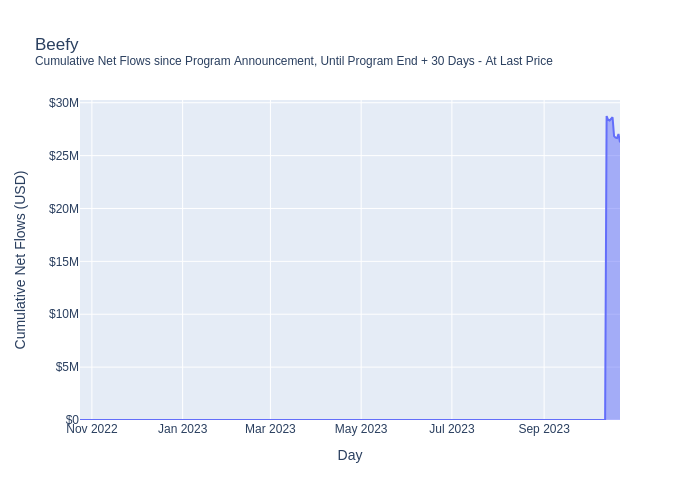 Beefy
Cumulative Net Flows since Program Announcement, Until Program End + 30 Days - At Last Price
$30M
$25M
$20M
$15M
$10M
$5M
$0
Cumulative Net Flows (USD)
Nov 2022 Jan 2023 Mar 2023 May 2023 Jul 2023 Sep 2023
Day